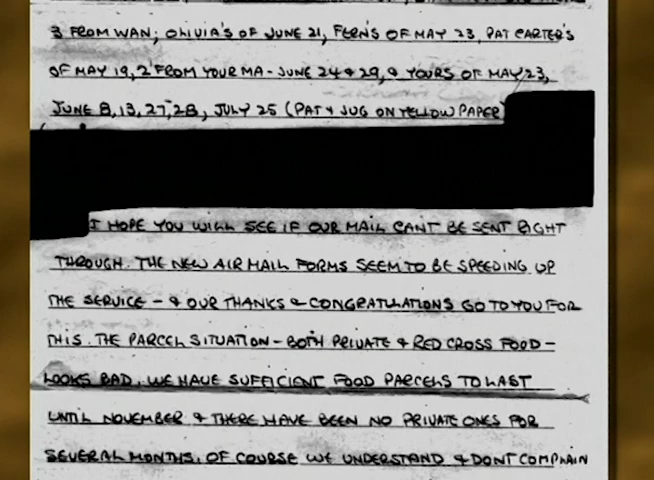 3 FROM WAN; OLIVIA'S OF JUNE 21, FERN'S OF MAY 23, PAT CARTER'S
OF MAY 19, 2 FROM YOUR MA - JUNE 24 & 29, & YOURS OF MAY 23,
JUNE 8, 13, 27, 28, JULY 25 (PAT & JUG ON YELLOW PAPER)
I HOPE YOU WILL SEE IF OUR MAIL CANT BE SENT RIGHT
THROUGH. THE NEW AIR MAIL FORMS SEEM TO BE SPEEDING UP
THE SERVICE - & OUR THANKS & CONGRATULATIONS GO TO YOU FOR
THIS. THE PARCEL SITUATION - BOTH PRIVATE & RED CROSS FOOD -
LOOKS BAD. WE HAVE SUFFICIENT FOOD PARCELS TO LAST
UNTIL NOVEMBER & THERE HAVE BEEN NO PRIVATE ONES FOR
SEVERAL MONTHS. OF COURSE WE UNDERSTAND & DONT COMPLAIN